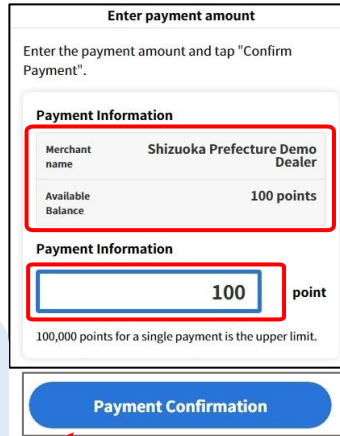 Enter payment amount
Enter the payment amount and tap "Confirm
Payment".
Payment Information
Merchant name Shizuoka Prefecture Demo Dealer
Available Balance 100 points
Payment Information
100 point
100,000 points for a single payment is the upper limit.
Payment Confirmation